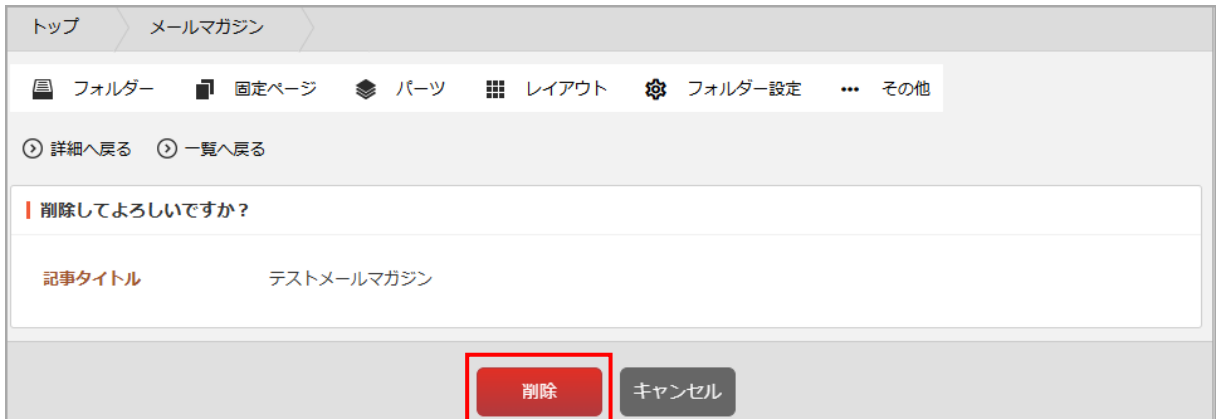 トップ メールマガジン
フォルダー 固定ページ パーツ レイアウト フォルダー設定 その他
詳細へ戻る 一覧へ戻る
削除してよろしいですか？
記事タイトル テストメールマガジン
削除 キャンセル